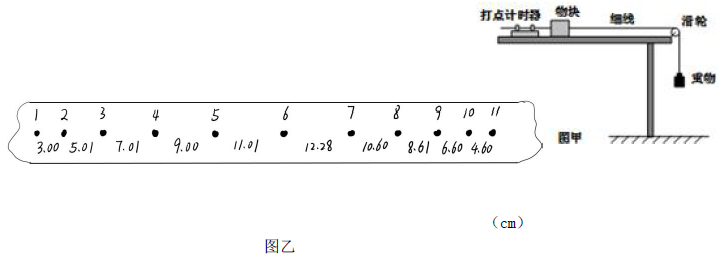 打点计时器 物块 细线 滑轮
重物
图甲
1 2 3 4 5 6 7 8 9 10 11
3.00 5.01 7.01 9.00 11.01 12.28 10.60 8.61 6.60 4.60
(cm)
图乙